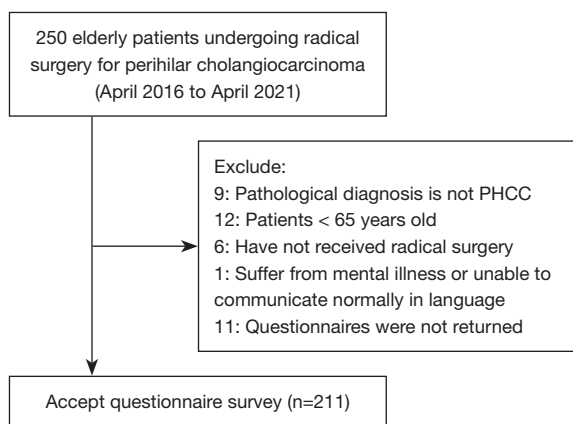 250 elderly patients undergoing radical
surgery for perihilar cholangiocarcinoma
(April 2016 to April 2021)
Exclude:
9: Pathological diagnosis is not PHCC
12: Patients < 65 years old
6: Have not received radical surgery
1: Suffer from mental illness or unable to
communicate normally in language
11: Questionnaires were not returned
Accept questionnaire survey (n=211)